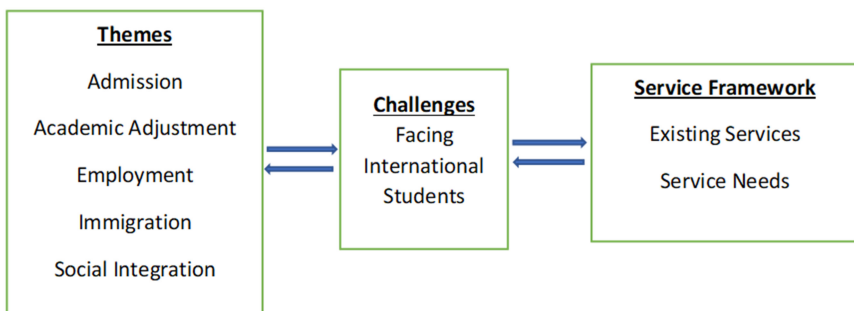 Themes
Admission
Academic Adjustment
Employment
Immigration
Social Integration
Challenges
Facing
International
Students
Service Framework
Existing Services
Service Needs